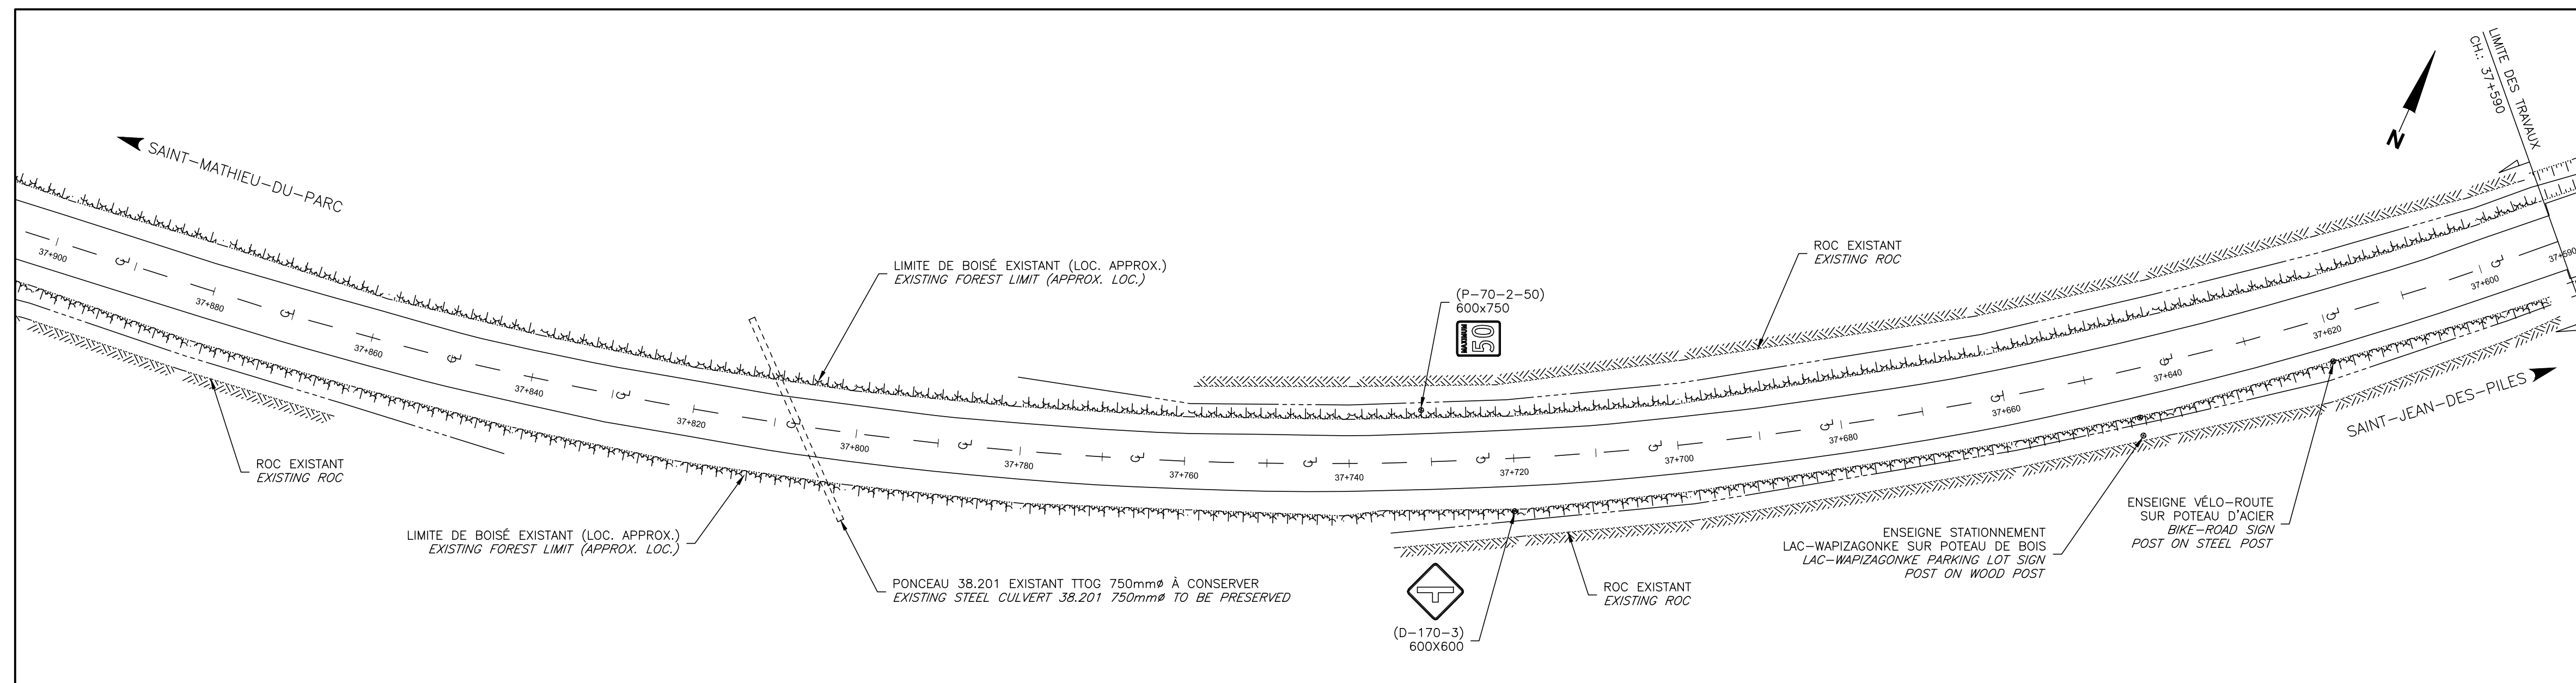 LIMITE DES TRAVAUX
CH.: 37+590
N
SAINT-MATHIEU-DU-PARC
LIMITE DE BOISÉ EXISTANT (LOC. APPROX.)
EXISTING FOREST LIMIT (APPROX. LOC.)
(P-70-2-50)
600x750
MAXIMUM
50
ROC EXISTANT
EXISTING ROC
37+900
37+880
37+860
37+840
37+820
37+800
37+780
37+760
37+740
37+720
37+700
37+680
37+660
37+640
37+620
37+600
37+590
SAINT-JEAN-DES-PILES
ROC EXISTANT
EXISTING ROC
LIMITE DE BOISÉ EXISTANT (LOC. APPROX.)
EXISTING FOREST LIMIT (APPROX. LOC.)
PONCEAU 38.201 EXISTANT TTOG 750mmø À CONSERVER
EXISTING STEEL CULVERT 38.201 750mmø TO BE PRESERVED
(D-170-3)
600X600
ROC EXISTANT
EXISTING ROC
ENSEIGNE STATIONNEMENT
LAC-WAPIZAGONKE SUR POTEAU DE BOIS
LAC-WAPIZAGONKE PARKING LOT SIGN
POST ON WOOD POST
ENSEIGNE VÉLO-ROUTE
SUR POTEAU D'ACIER
BIKE-ROAD SIGN
POST ON STEEL POST